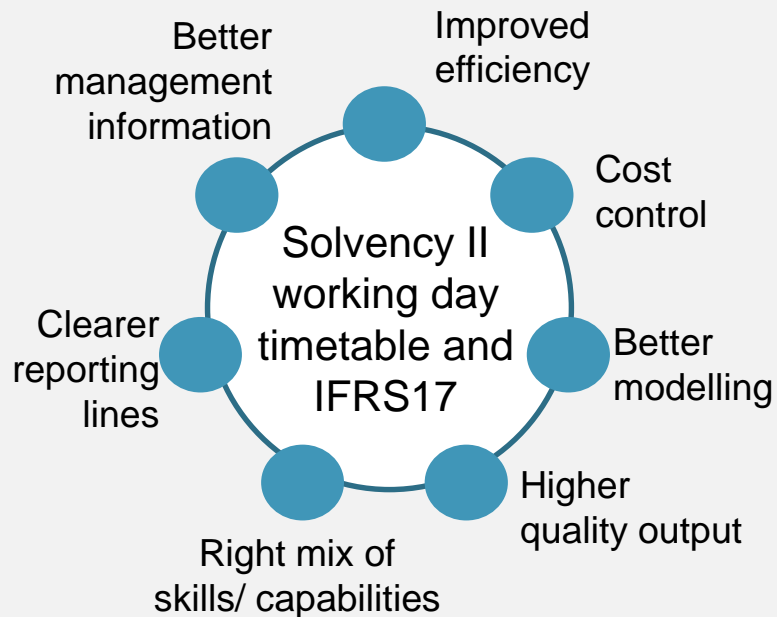 Better
management
information
Improved
efficiency
Cost
control
Solvency II
working day
timetable and
IFRS17
Clearer
reporting
lines
Better
modelling
Higher
quality output
Right mix of
skills/ capabilities